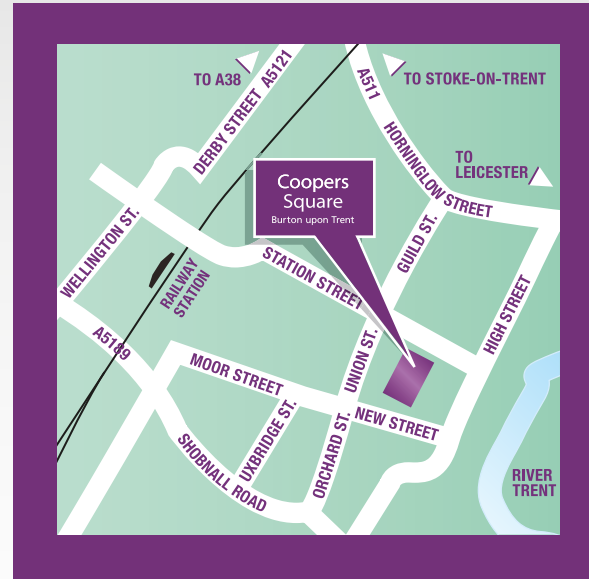 TO A38
DERBY STREET A5121
A511
TO STOKE-ON-TRENT
HORNINGLOW STREET
TO
LEICESTER
Coopers
Square
Burton upon Trent
WELLINGTON ST.
GUILD ST.
STATION STREET
RAILWAY
STATION
HIGH STREET
A5189
UNION ST.
MOOR STREET
NEW STREET
UXBRIDGE ST.
ORCHARD ST.
SHOBNALL ROAD
RIVER
TRENT